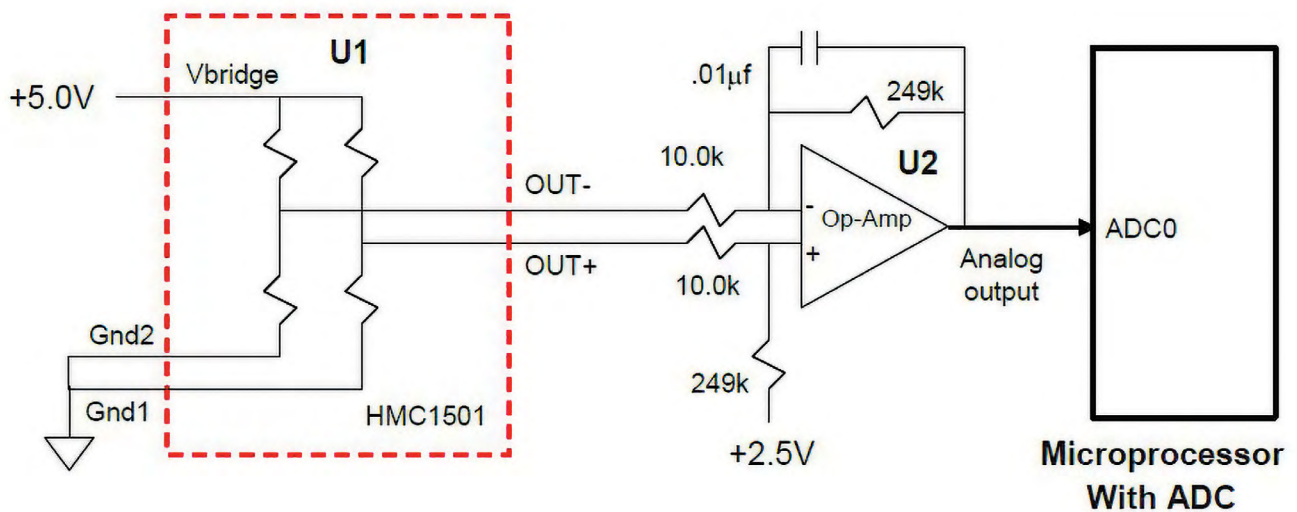 U1
Vbridge
+5.0V
.01µf
249k
10.0k
U2
OUT-
-
Op-Amp
+
ADC0
OUT+
10.0k
Analog
output
Gnd2
249k
Gnd1
HMC1501
+2.5V
Microprocessor
With ADC